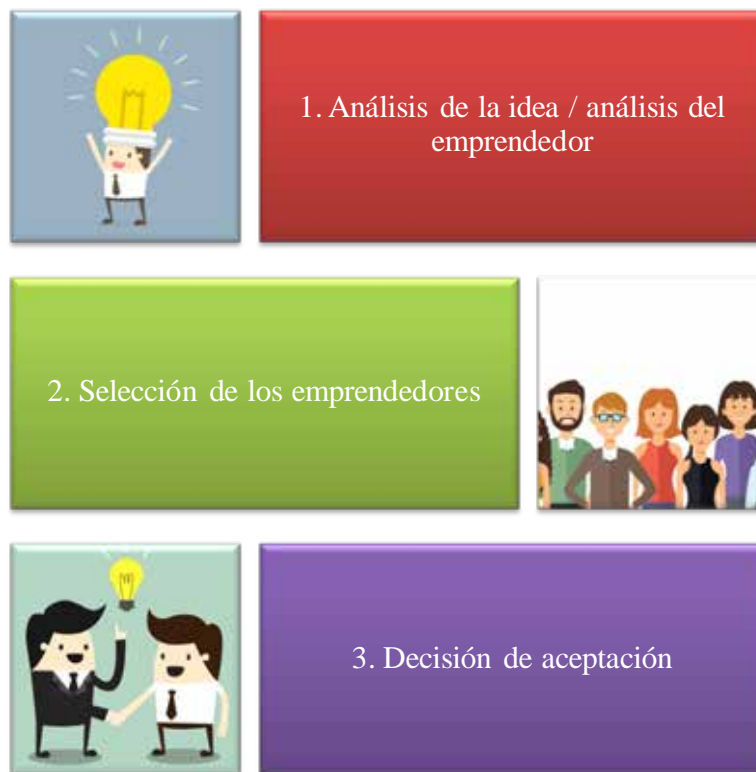 1. Análisis de la idea / análisis del
emprendedor
2. Selección de los emprendedores
3. Decisión de aceptación